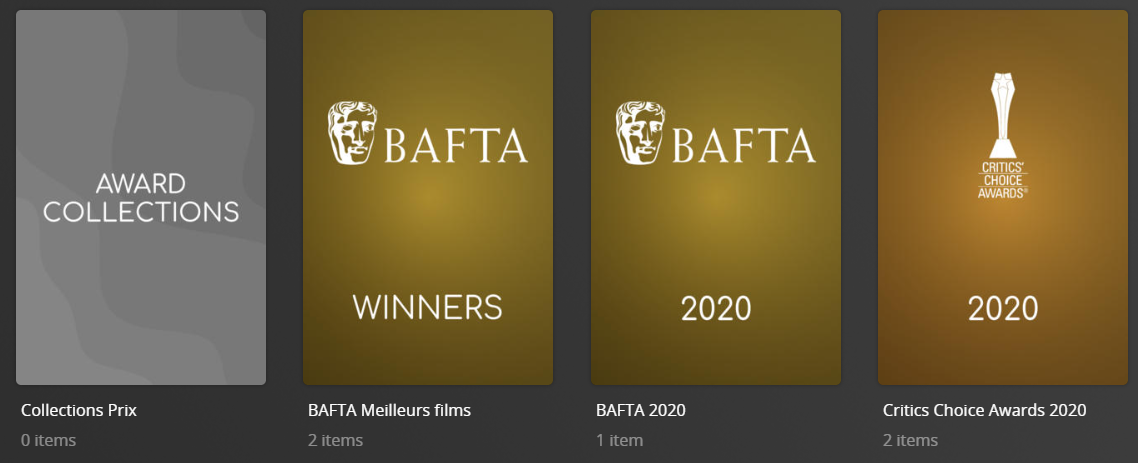 AWARD
COLLECTIONS
Collections Prix
0 items
BAFTA
WINNERS
BAFTA Meilleurs films
2 items
BAFTA
2020
BAFTA 2020
1 item
CRITICS'
CHOICE
AWARDS®
2020
Critics Choice Awards 2020
2 items